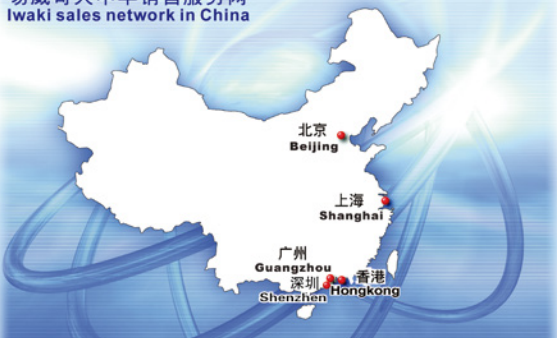 Iwaki sales network in China
北京
Beijing
上海
Shanghai
广州
Guangzhou
深圳
Shenzhen
香港
Hongkong